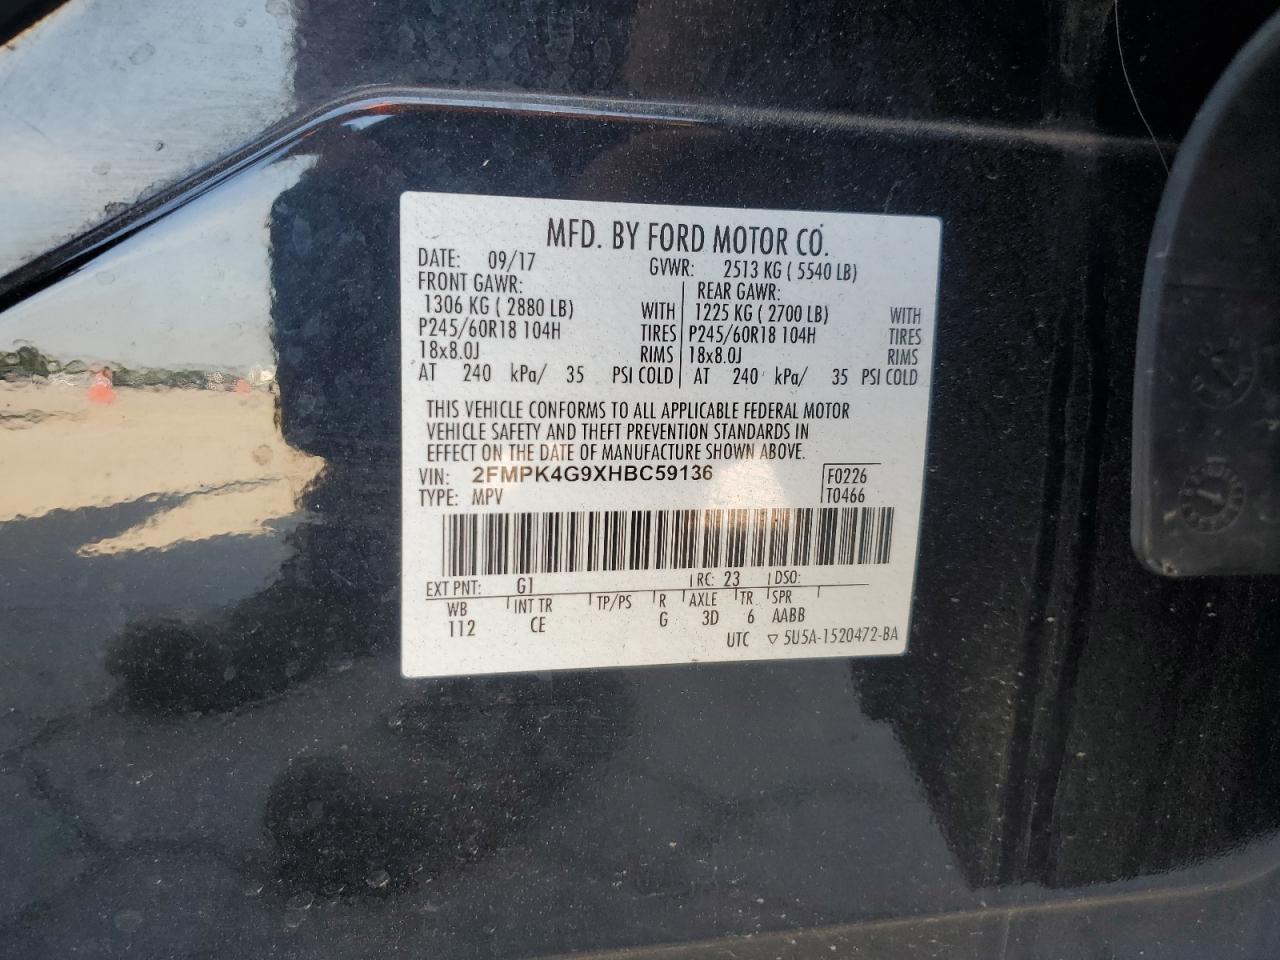 MFD. BY FORD MOTOR CO.
DATE: 09/17 GVWR: 2513 KG ( 5540 LB)
FRONT GAWR: REAR GAWR:
1306 KG ( 2880 LB) WITH 1225 KG ( 2700 LB) WITH
P245/60R18 104H TIRES P245/60R18 104H TIRES
18x8.0J RIMS 18x8.0J RIMS
AT 240 kPa/ 35 PSI COLD AT 240 kPa/ 35 PSI COLD
THIS VEHICLE CONFORMS TO ALL APPLICABLE FEDERAL MOTOR
VEHICLE SAFETY AND THEFT PREVENTION STANDARDS IN
EFFECT ON THE DATE OF MANUFACTURE SHOWN ABOVE.
VIN: 2FMPK4G9XHBC59136 F0226
TYPE: MPV T0466
EXT PNT: G1 RC: 23 DSO:
WB INT TR TP/PS R AXLE TR SPR
112 CE G 3D 6 AABB
UTC ▽ 5U5A-1520472-BA